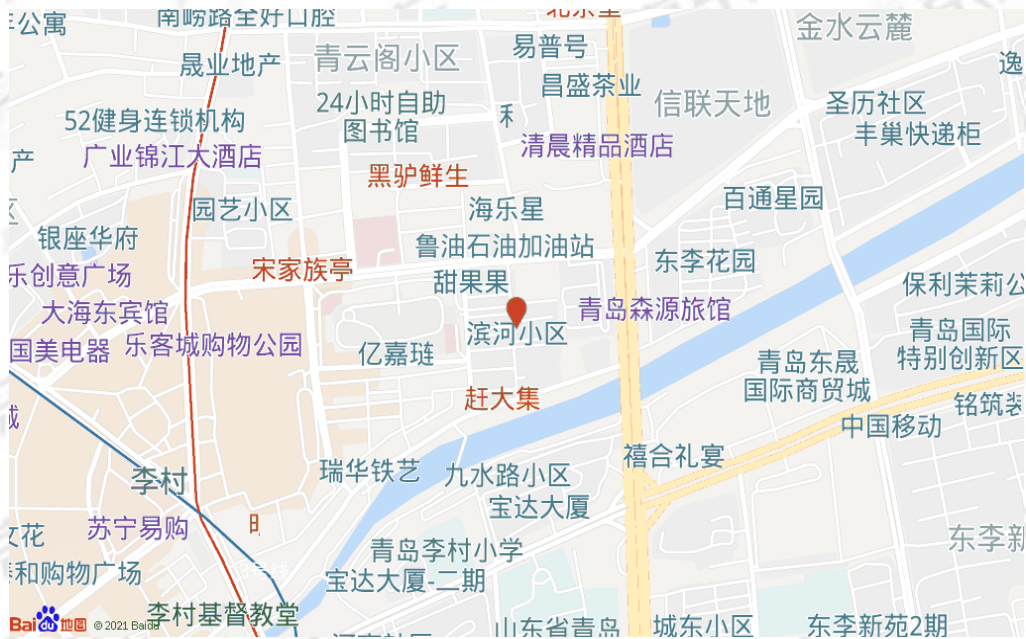 南崂路全好口腔
公寓
金水云麓
易普号
晟业地产
青云阁小区
昌盛茶业
逸
24小时自助
图书馆
信联天地
圣历社区
52健身连锁机构
禾
丰巢快递柜
产
广业锦江大酒店
清晨精品酒店
黑驴鲜生
百通星园
园艺小区
海乐星
区
银座华府
鲁油石油加油站
乐创意广场
宋家族亭
东李花园
甜果果
保利茉莉公
大海东宾馆
青岛森源旅馆
滨河小区
青岛国际
特别创新区
国美电器
乐客城购物公园
亿嘉琏
青岛东晟
国际商贸城
赶大集
铭筑装
城
中国移动
禧合礼宴
李村
瑞华铁艺
九水路小区
宝达大厦
苏宁易购
文花
东李新
青岛李村小学
和购物广场
宝达大厦-二期
李村基督教堂
Bai du 地图
© 2021 Baidu
山东省青岛
城东小区
东李新苑2期